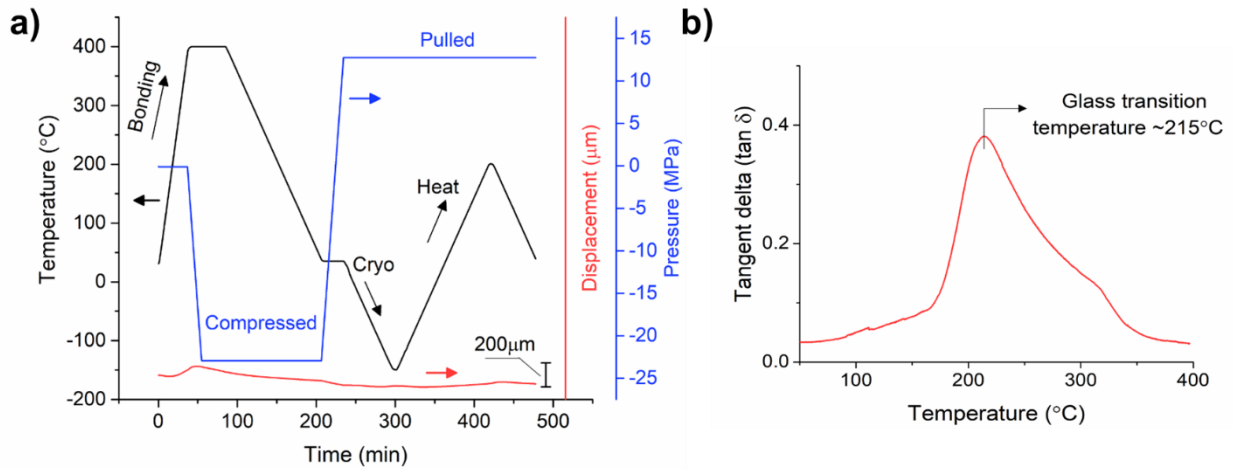 a)
400
300
200
100
0
-100
-200
Temperature (°C)
Bonding
Compressed
Pulled
Heat
Cryo
200μm
0
100
200
300
400
500
Time (min)
Displacement (μm)
15
10
5
0
-5
-10
-15
-20
-25
Pressure (MPa)
b)
0.4
0.2
0.0
Tangent delta (tan δ)
Glass transition
temperature ~215°C
100
200
300
400
Temperature (°C)